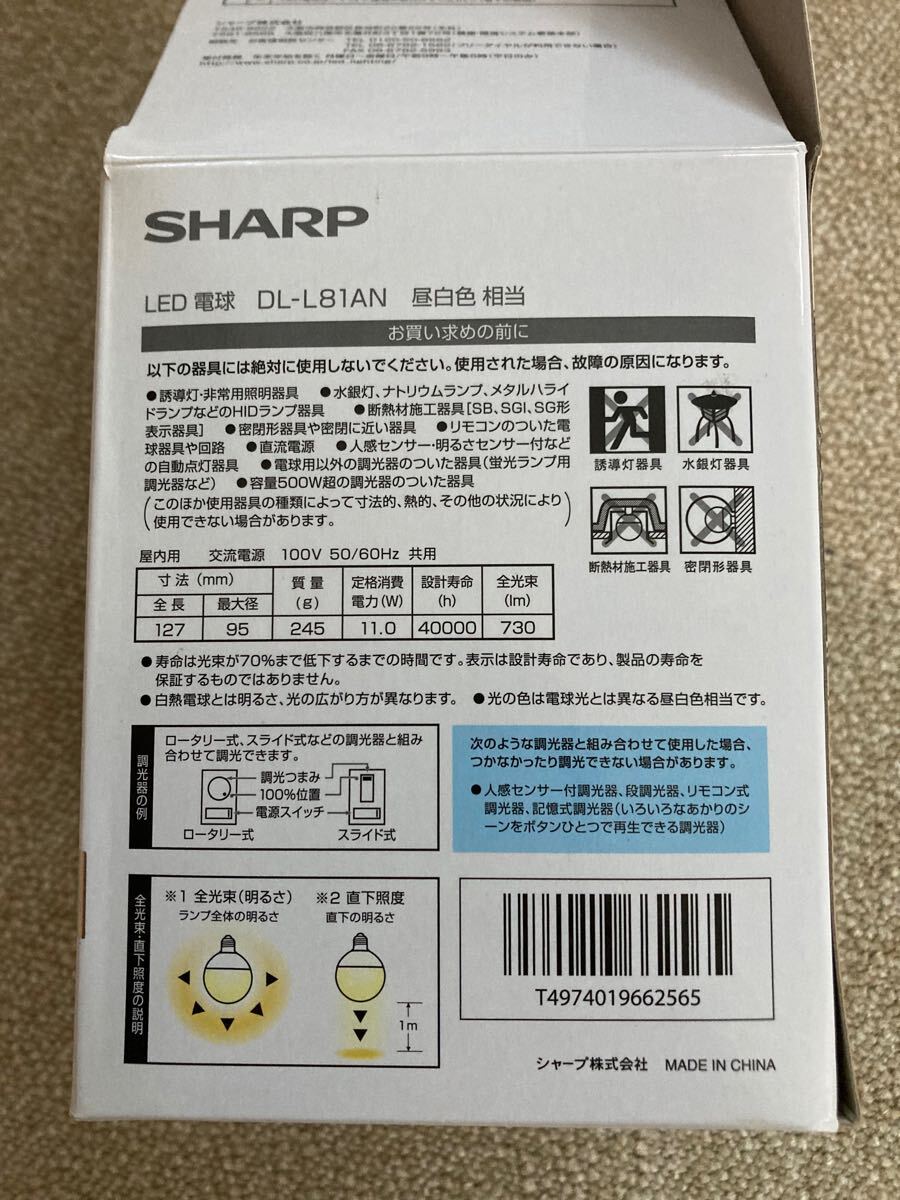 シャープ株式会社
SHARP
LED 電球 DL-L81AN 昼白色 相当
お買い求めの前に
以下の器具には絶対に使用しないでください。使用された場合、故障の原因になります。
●誘導灯・非常用照明器具 ●水銀灯、ナトリウムランプ、メタルハライ
ドランプなどのHIDランプ器具 ●断熱材施工器具[SB、SGI、SG形
表示器具] ●密閉形器具や密閉に近い器具 ●リモコンのついた電
球器具や回路 ●直流電源 ●人感センサー・明るさセンサー付など
の自動点灯器具 ●電球用以外の調光器のついた器具(蛍光ランプ用
調光器など) ●容量500W超の調光器のついた器具
(このほか使用器具の種類によって寸法的、熱的、その他の状況により
使用できない場合があります。)
誘導灯器具 水銀灯器具
断熱材施工器具 密閉形器具
屋内用 交流電源 100V 50/60Hz 共用
寸 法 (mm) 質 量 (g) 定格消費電力(W) 設計寿命(h) 全光束(lm)
全 長 最大径
127 95 245 11.0 40000 730
●寿命は光束が70%まで低下するまでの時間です。表示は設計寿命であり、製品の寿命を
保証するものではありません。
●白熱電球とは明るさ、光の広がり方が異なります。 ●光の色は電球光とは異なる昼白色相当です。
調光器の例
ロータリー式、スライド式などの調光器と組み
合わせて調光できます。
調光つまみ
100%位置
電源スイッチ
ロータリー式 スライド式
次のような調光器と組み合わせて使用した場合、
つかなかったり調光できない場合があります。
●人感センサー付調光器、段調光器、リモコン式
調光器、記憶式調光器(いろいろなあかりのシ
ーンをボタンひとつで再生できる調光器)
全光束・直下照度の説明
※1 全光束(明るさ) ※2 直下照度
ランプ全体の明るさ 直下の明るさ
1m
T4974019662565
シャープ株式会社 MADE IN CHINA